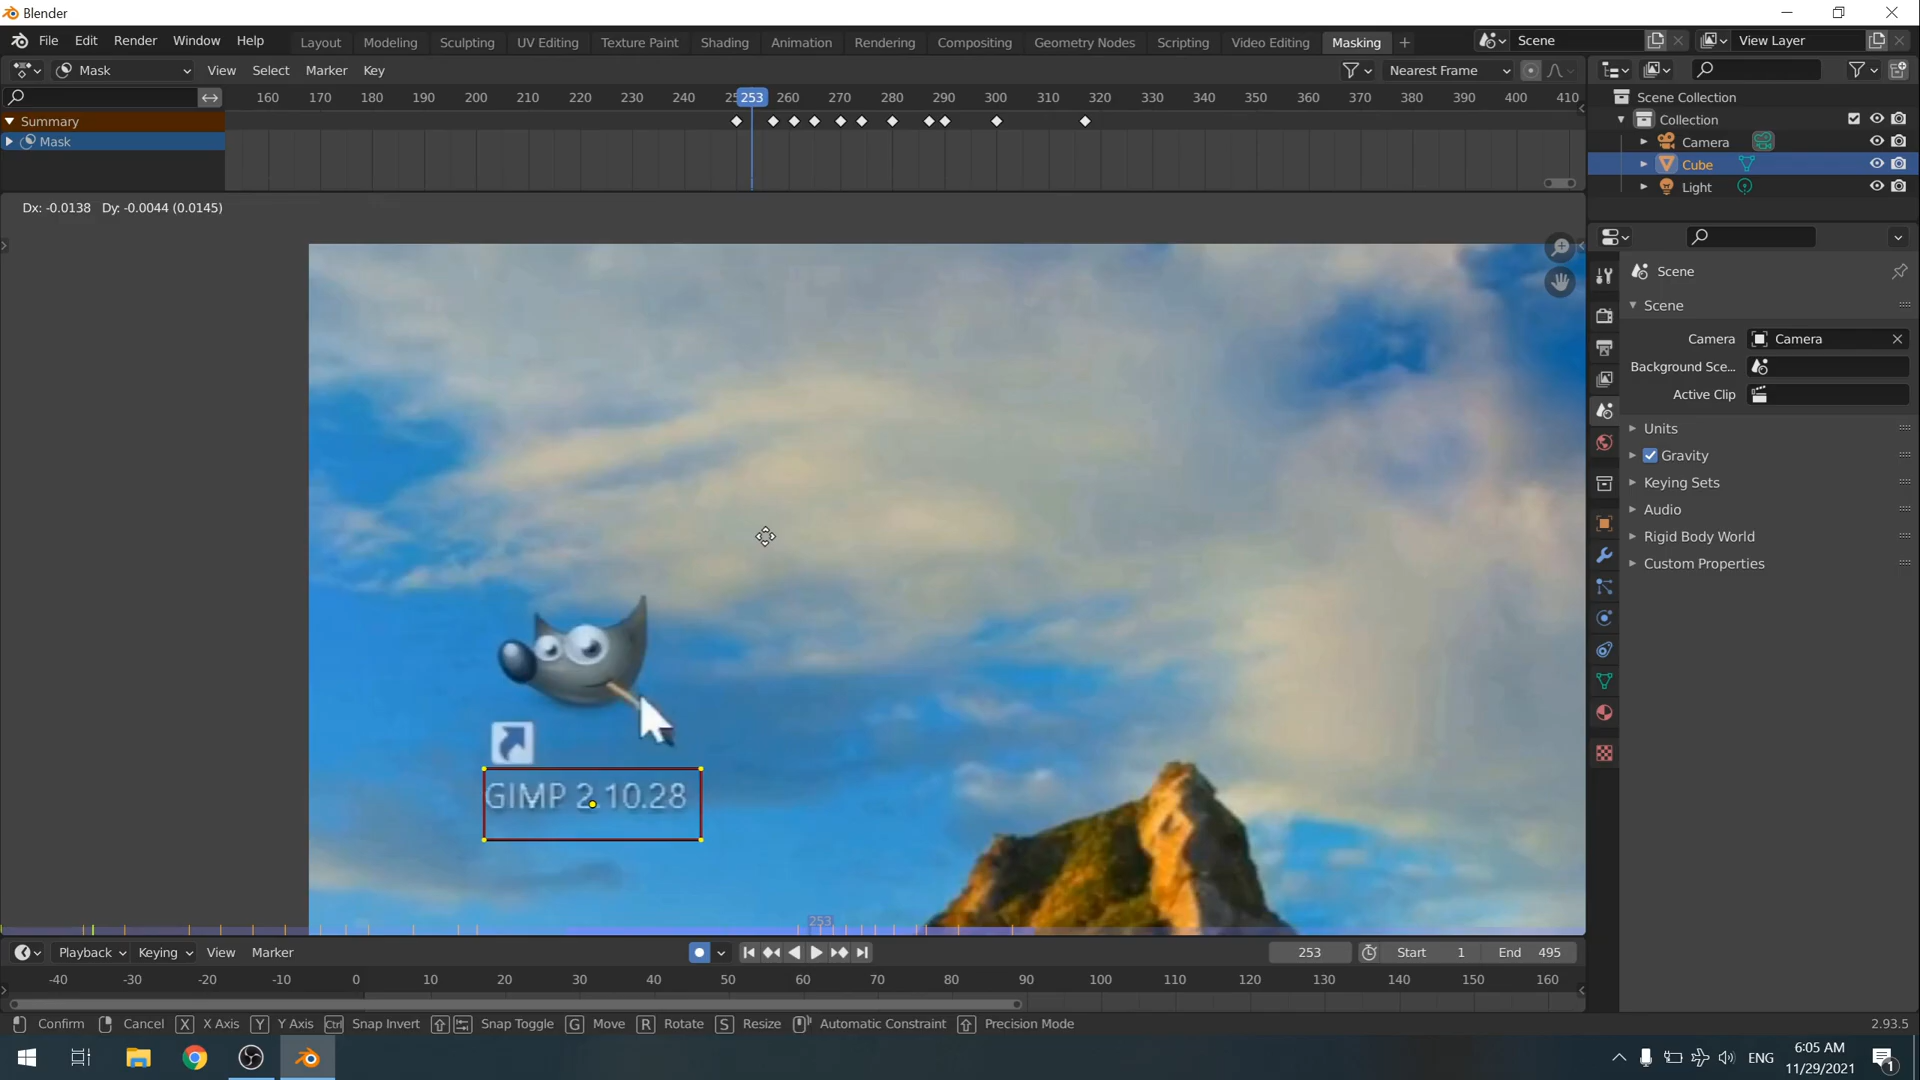 Blender
File Edit Render Window Help Layout Modeling Sculpting UV Editing Texture Paint Shading Animation Rendering Compositing Geometry Nodes Scripting Video Editing Masking Scene View Layer
Mask View Select Marker Key Nearest Frame
160 170 180 190 200 210 220 230 240 253 260 270 280 290 300 310 320 330 340 350 360 370 380 390 400 410
Summary
Mask
Scene Collection
Collection
Camera
Cube
Light
Dx: -0.0138 Dy: -0.0044 (0.0145)
Scene
Scene
Camera Camera
Background Sce...
Active Clip
Units
Gravity
Keying Sets
Audio
Rigid Body World
Custom Properties
GIMP 2.10.28
253
Playback Keying View Marker 253 Start 1 End 495
-40 -30 -20 -10 0 10 20 30 40 50 60 70 80 90 100 110 120 130 140 150 160
Confirm Cancel X X Axis Y Y Axis Ctrl Snap Invert Snap Toggle G Move R Rotate S Resize Automatic Constraint Precision Mode 2.93.5
ENG
6:05 AM
11/29/2021
1